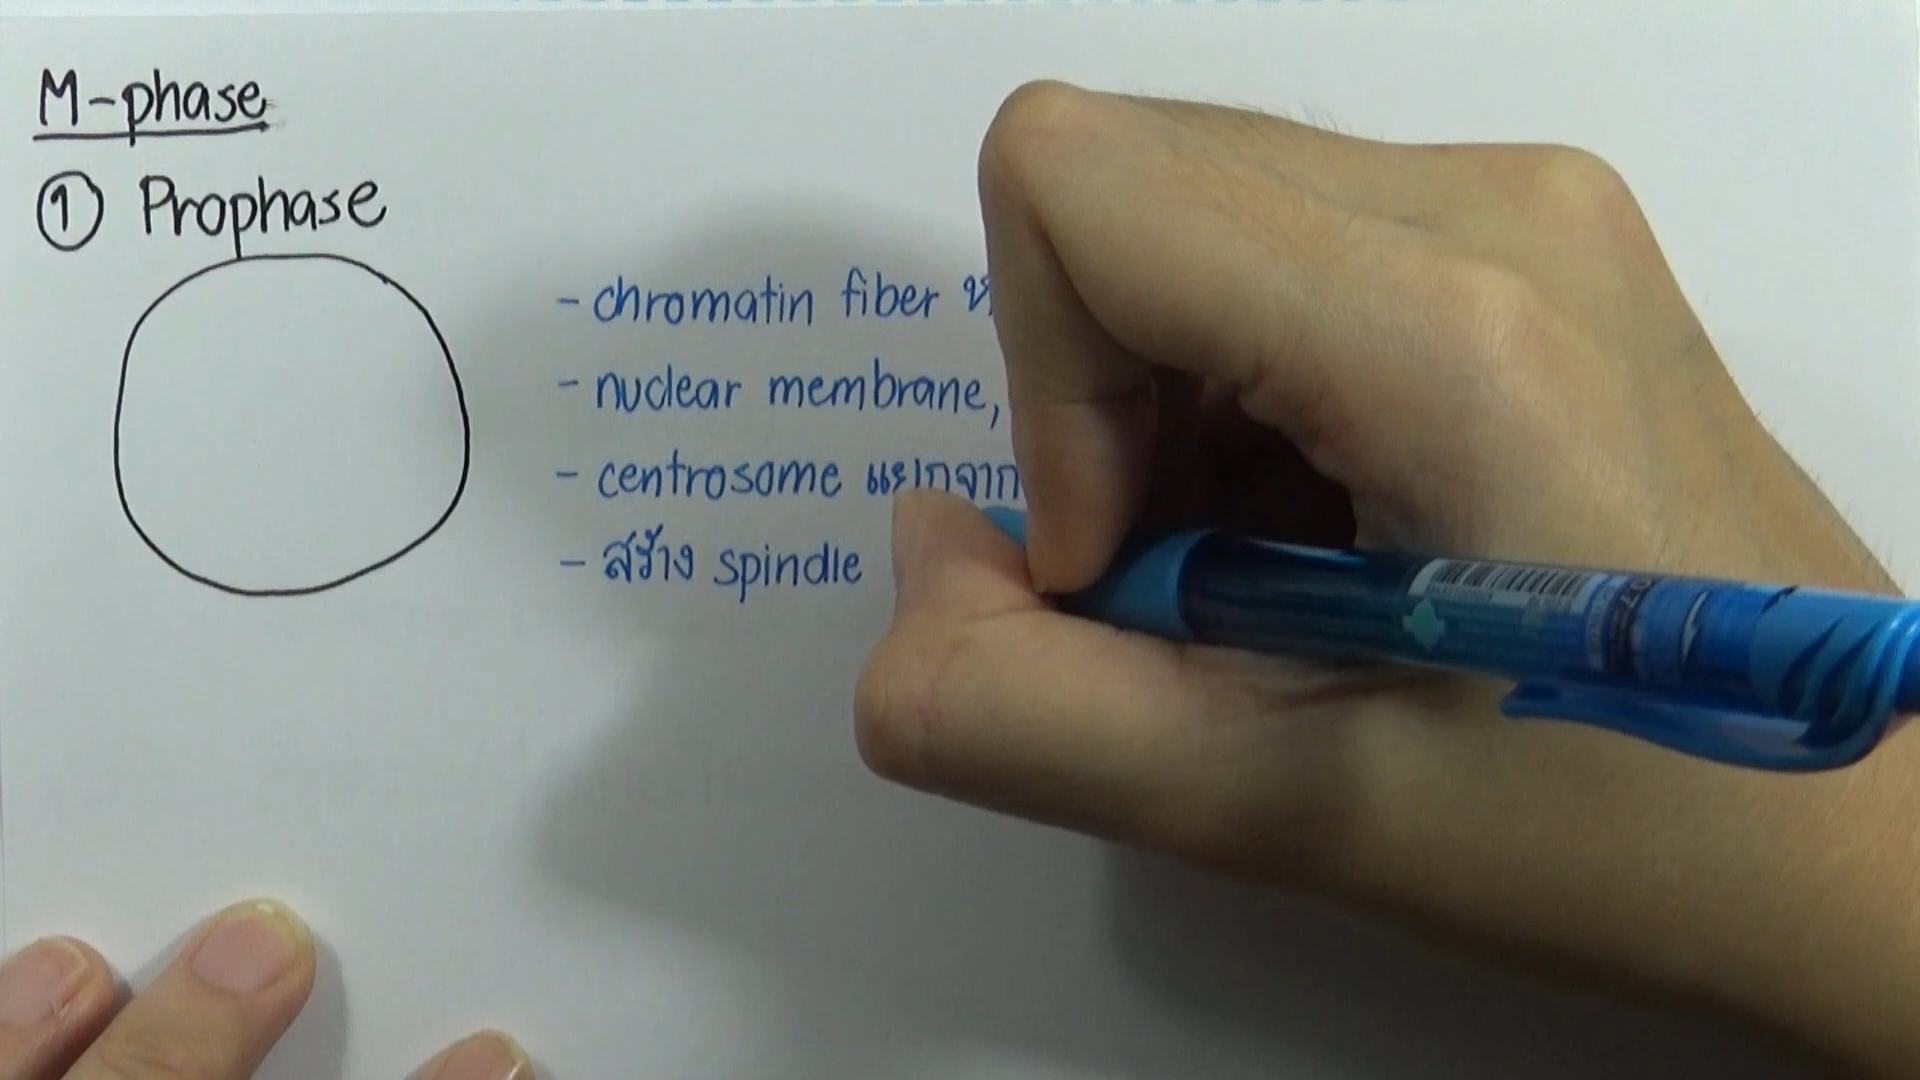 M-phase
① Prophase
- chromatin fiber
- nuclear membrane,
- centrosome แยกจาก
- สร้าง spindle